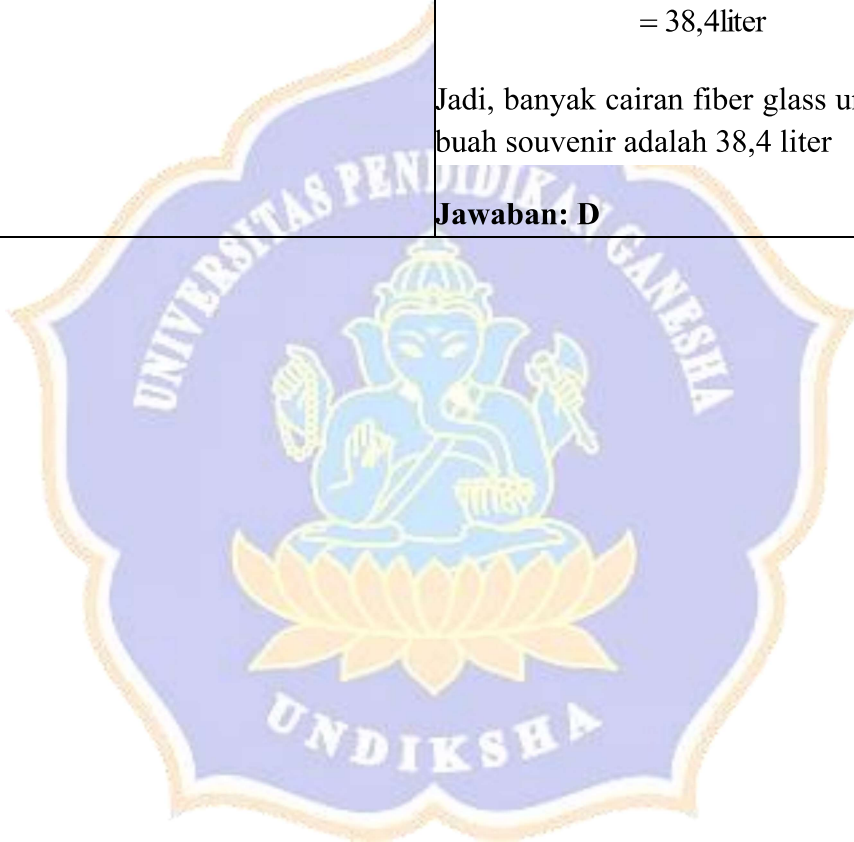 = 38,4liter
Jadi, banyak cairan fiber glass
buah souvenir adalah 38,4 liter
Jawaban: D
UNIVERSITAS PENDIDIKAN GANESHA
UNDIKSHA